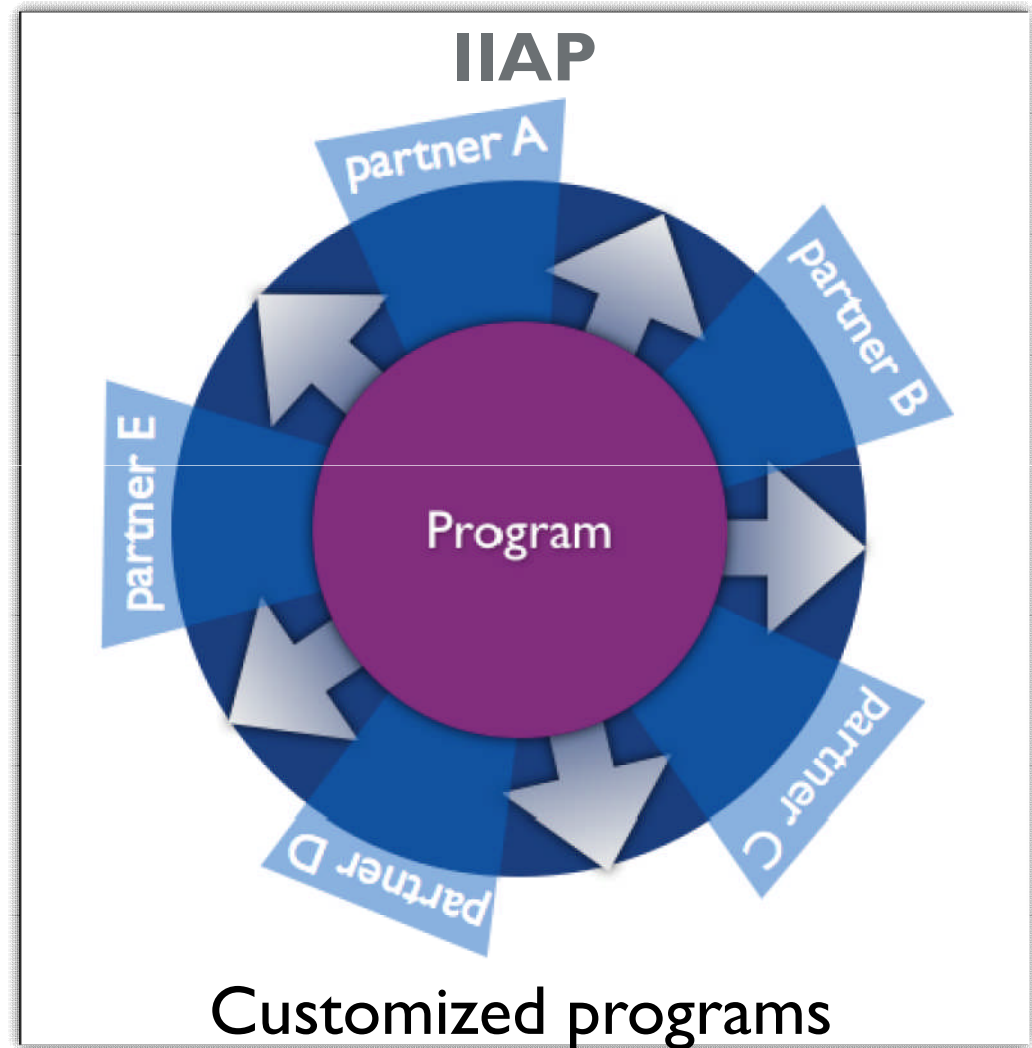 IIAP
partner A
partner B
partner E
Program
partner C
partner D
Customized programs